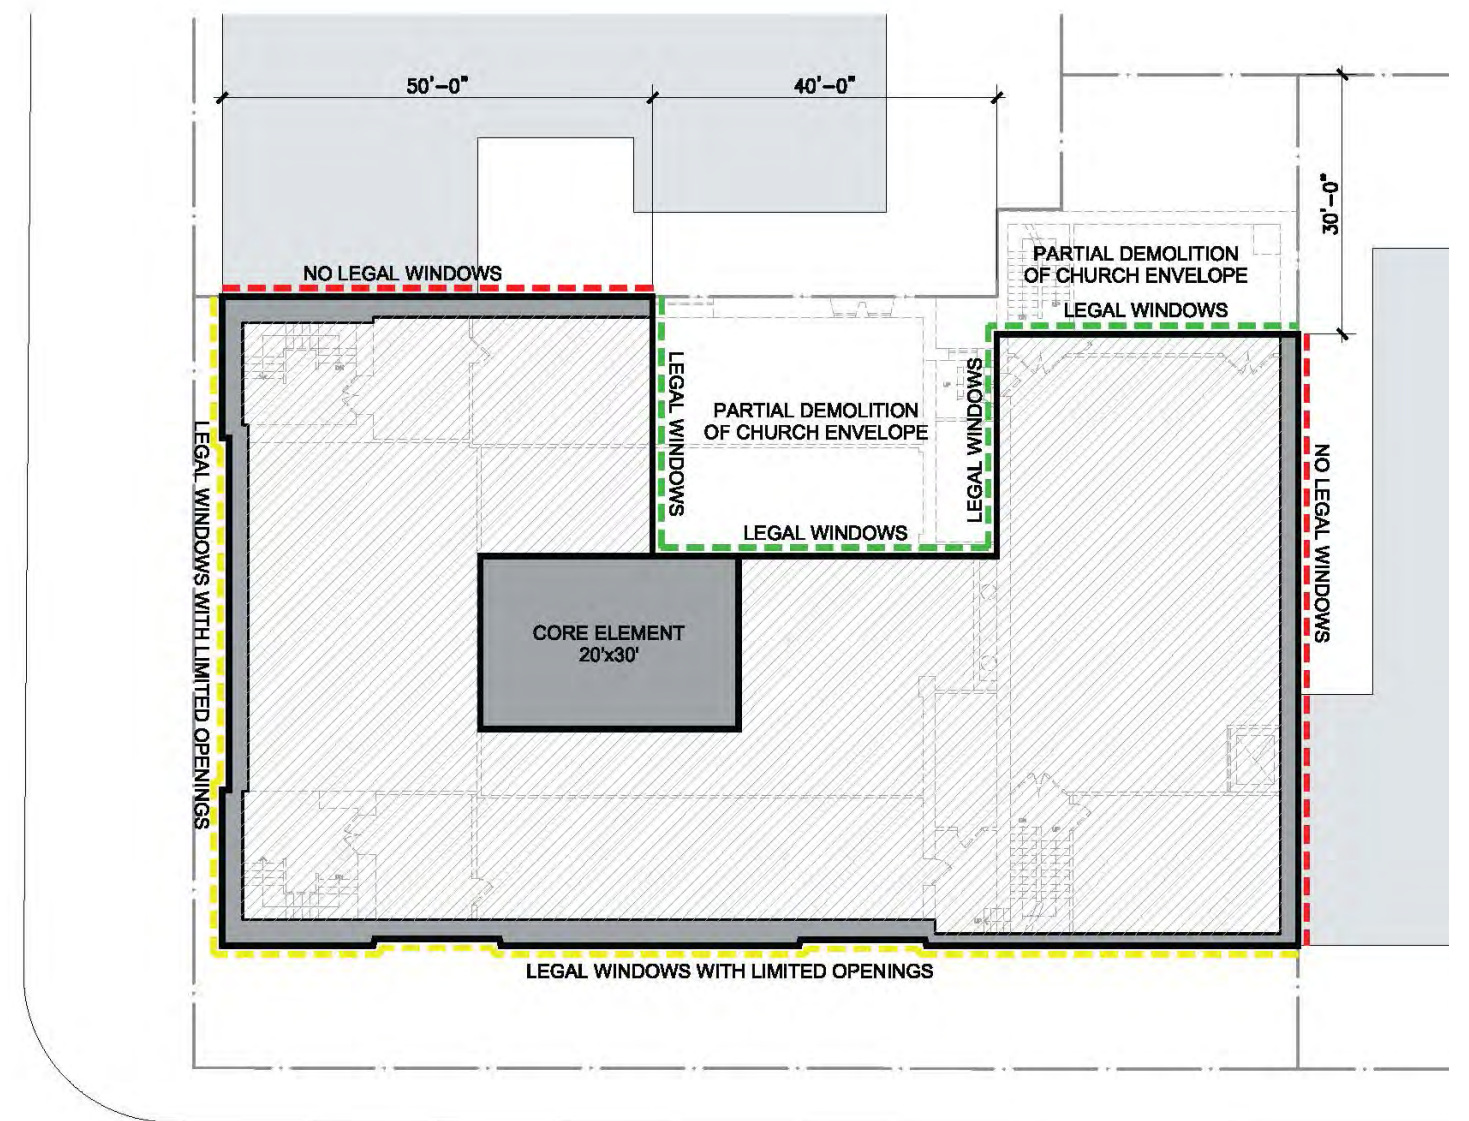 50'-0"
40'-0"
30'-0"
PARTIAL DEMOLITION
OF CHURCH ENVELOPE
LEGAL WINDOWS
NO LEGAL WINDOWS
LEGAL WINDOWS
PARTIAL DEMOLITION
OF CHURCH ENVELOPE
LEGAL WINDOWS
LEGAL WINDOWS
NO LEGAL WINDOWS
LEGAL WINDOWS WITH LIMITED OPENINGS
CORE ELEMENT
20'x30'
LEGAL WINDOWS WITH LIMITED OPENINGS